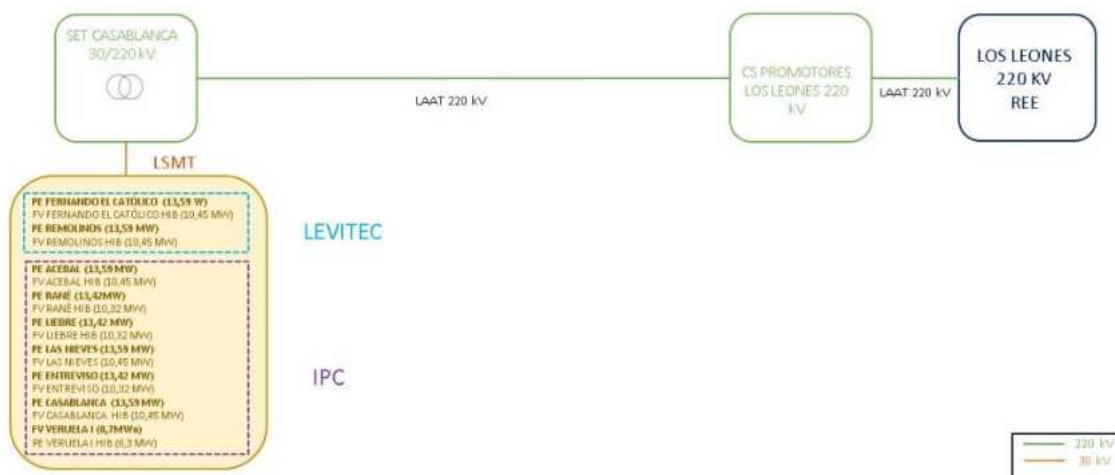 SET CASABLANCA
30/220 kV
LAAT 220 kV
CS PROMOTORES
LOS LEONES 220
kV
LAAT 220 kV
LOS LEONES
220 KV
REE
LSMT
PE FERNANDO EL CATÓLICO (13,59 W)
FV FERNANDO EL CATÓLICO HIB (10,45 MW)
PE REMOLINOS (13,59 MW)
FV REMOLINOS HIB (10,45 MW)
LEVITEC
PE ACEBAL (13,59 MW)
FV ACEBAL HIB (10,45 MW)
PE RANÉ (13,42MW)
FV RANÉ HIB (10,32 MW)
PE LIEBRE (13,42 MW)
FV LIEBRE HIB (10,32 MW)
PE LAS NIEVES (13,59 MW)
FV LAS NIEVES (10,45 MW)
PE ENTREVISO (13,42 MW)
FV ENTREVISO (10,32 MW)
PE CASABLANCA (13,59 MW)
FV CASABLANCA HIB (10,45 MW)
FV VERUELA I (8,7MWn)
PE VERUELA I HIB (6,3 MW)
IPC
220 kV
30 kV